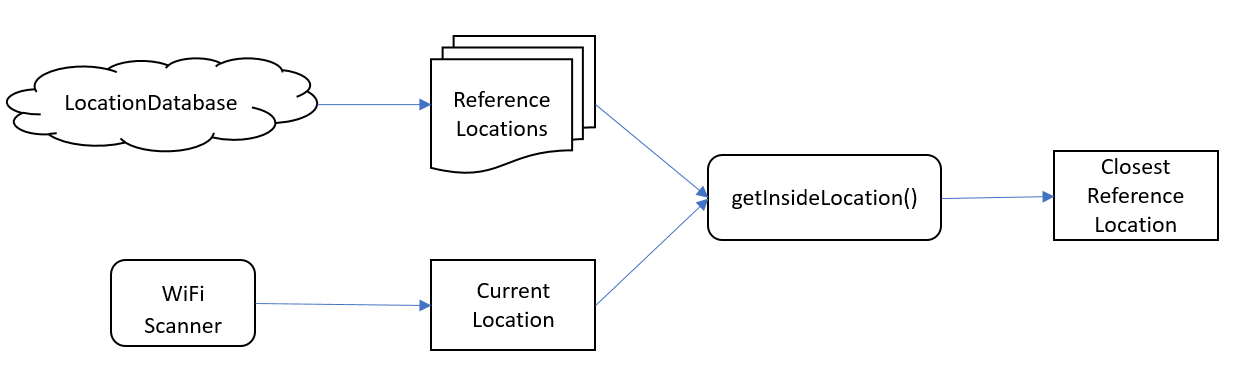 LocationDatabase
Reference
Locations
WiFi
Scanner
Current
Location
getInsideLocation()
Closest
Reference
Location